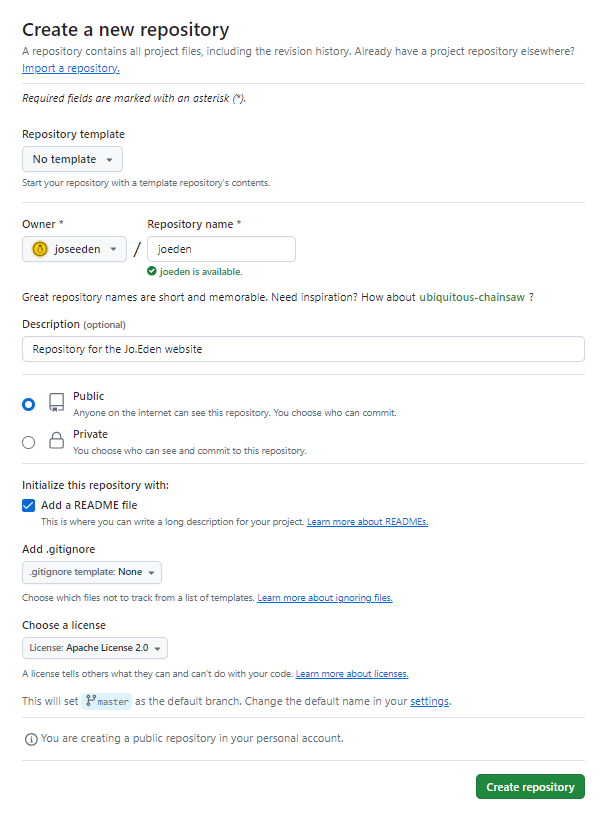 Create a new repository
A repository contains all project files, including the revision history. Already have a project repository elsewhere?
Import a repository.
Required fields are marked with an asterisk (*).
Repository template
No template
Start your repository with a template repository's contents.
Owner *
Repository name *
joseeden / joeden
joeden is available.
Great repository names are short and memorable. Need inspiration? How about ubiquitous-chainsaw ?
Description (optional)
Repository for the Jo.Eden website
Public
Anyone on the internet can see this repository. You choose who can commit.
Private
You choose who can see and commit to this repository.
Initialize this repository with:
Add a README file
This is where you can write a long description for your project. Learn more about READMEs.
Add .gitignore
.gitignore template: None
Choose which files not to track from a list of templates. Learn more about ignoring files.
Choose a license
License: Apache License 2.0
A license tells others what they can and can't do with your code. Learn more about licenses.
This will set master as the default branch. Change the default name in your settings.
You are creating a public repository in your personal account.
Create repository